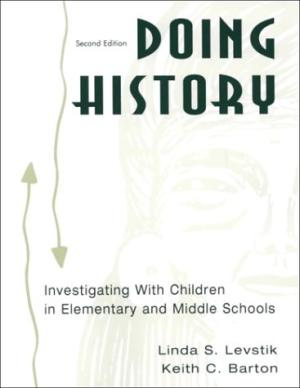 Second Edition
DOING
HISTORY
Investigating With Children
in Elementary and Middle Schools
Linda S. Levstik
Keith C. Barton